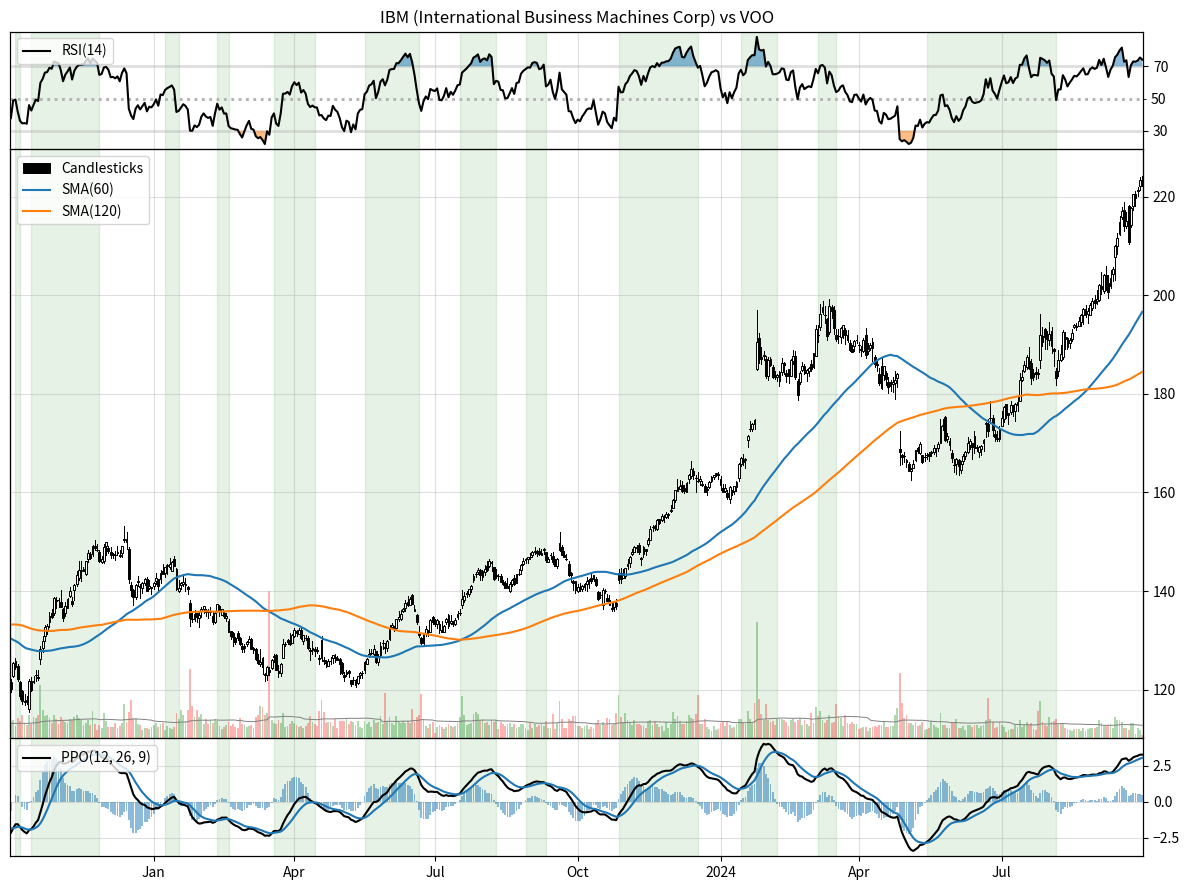 IBM (International Business Machines Corp) vs VOO
RSI(14)
70
50
30
Candlesticks
SMA(60)
SMA(120)
220
200
180
160
140
120
PPO(12, 26, 9)
2.5
0.0
−2.5
Jan
Apr
Jul
Oct
2024
Apr
Jul